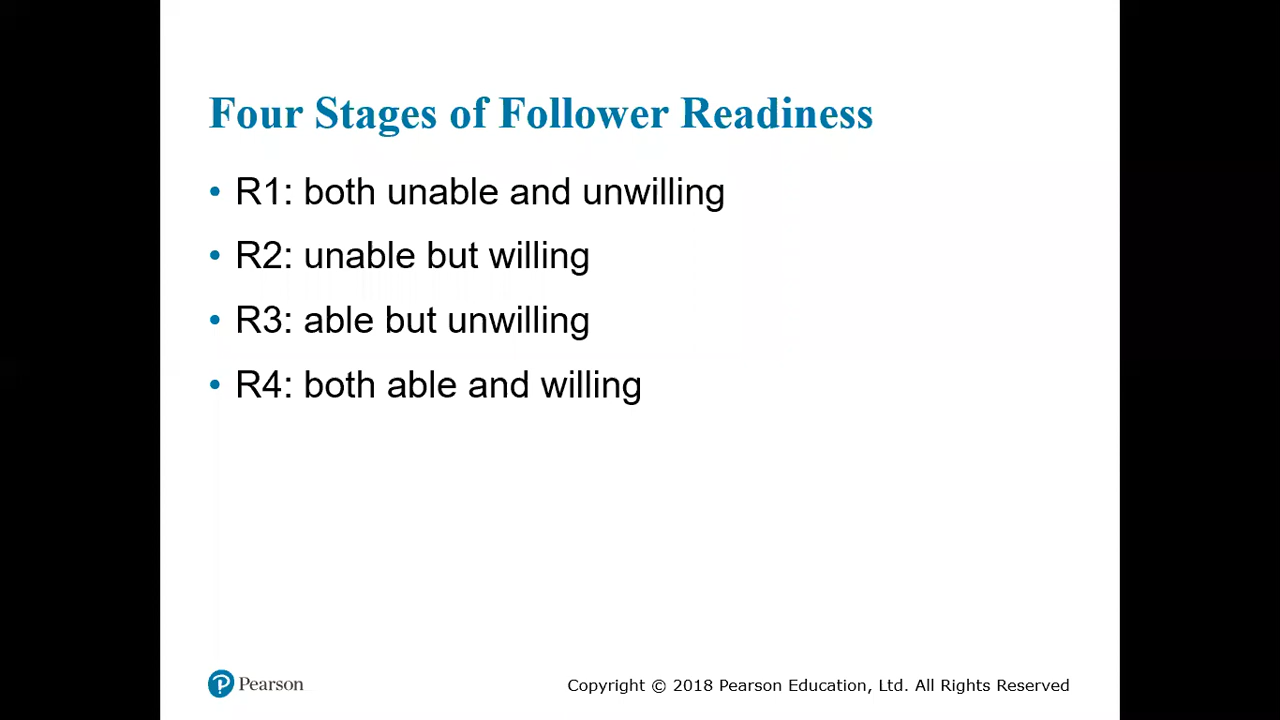 Four Stages of Follower Readiness
• R1: both unable and unwilling
• R2: unable but willing
• R3: able but unwilling
• R4: both able and willing
P Pearson
Copyright © 2018 Pearson Education, Ltd. All Rights Reserved